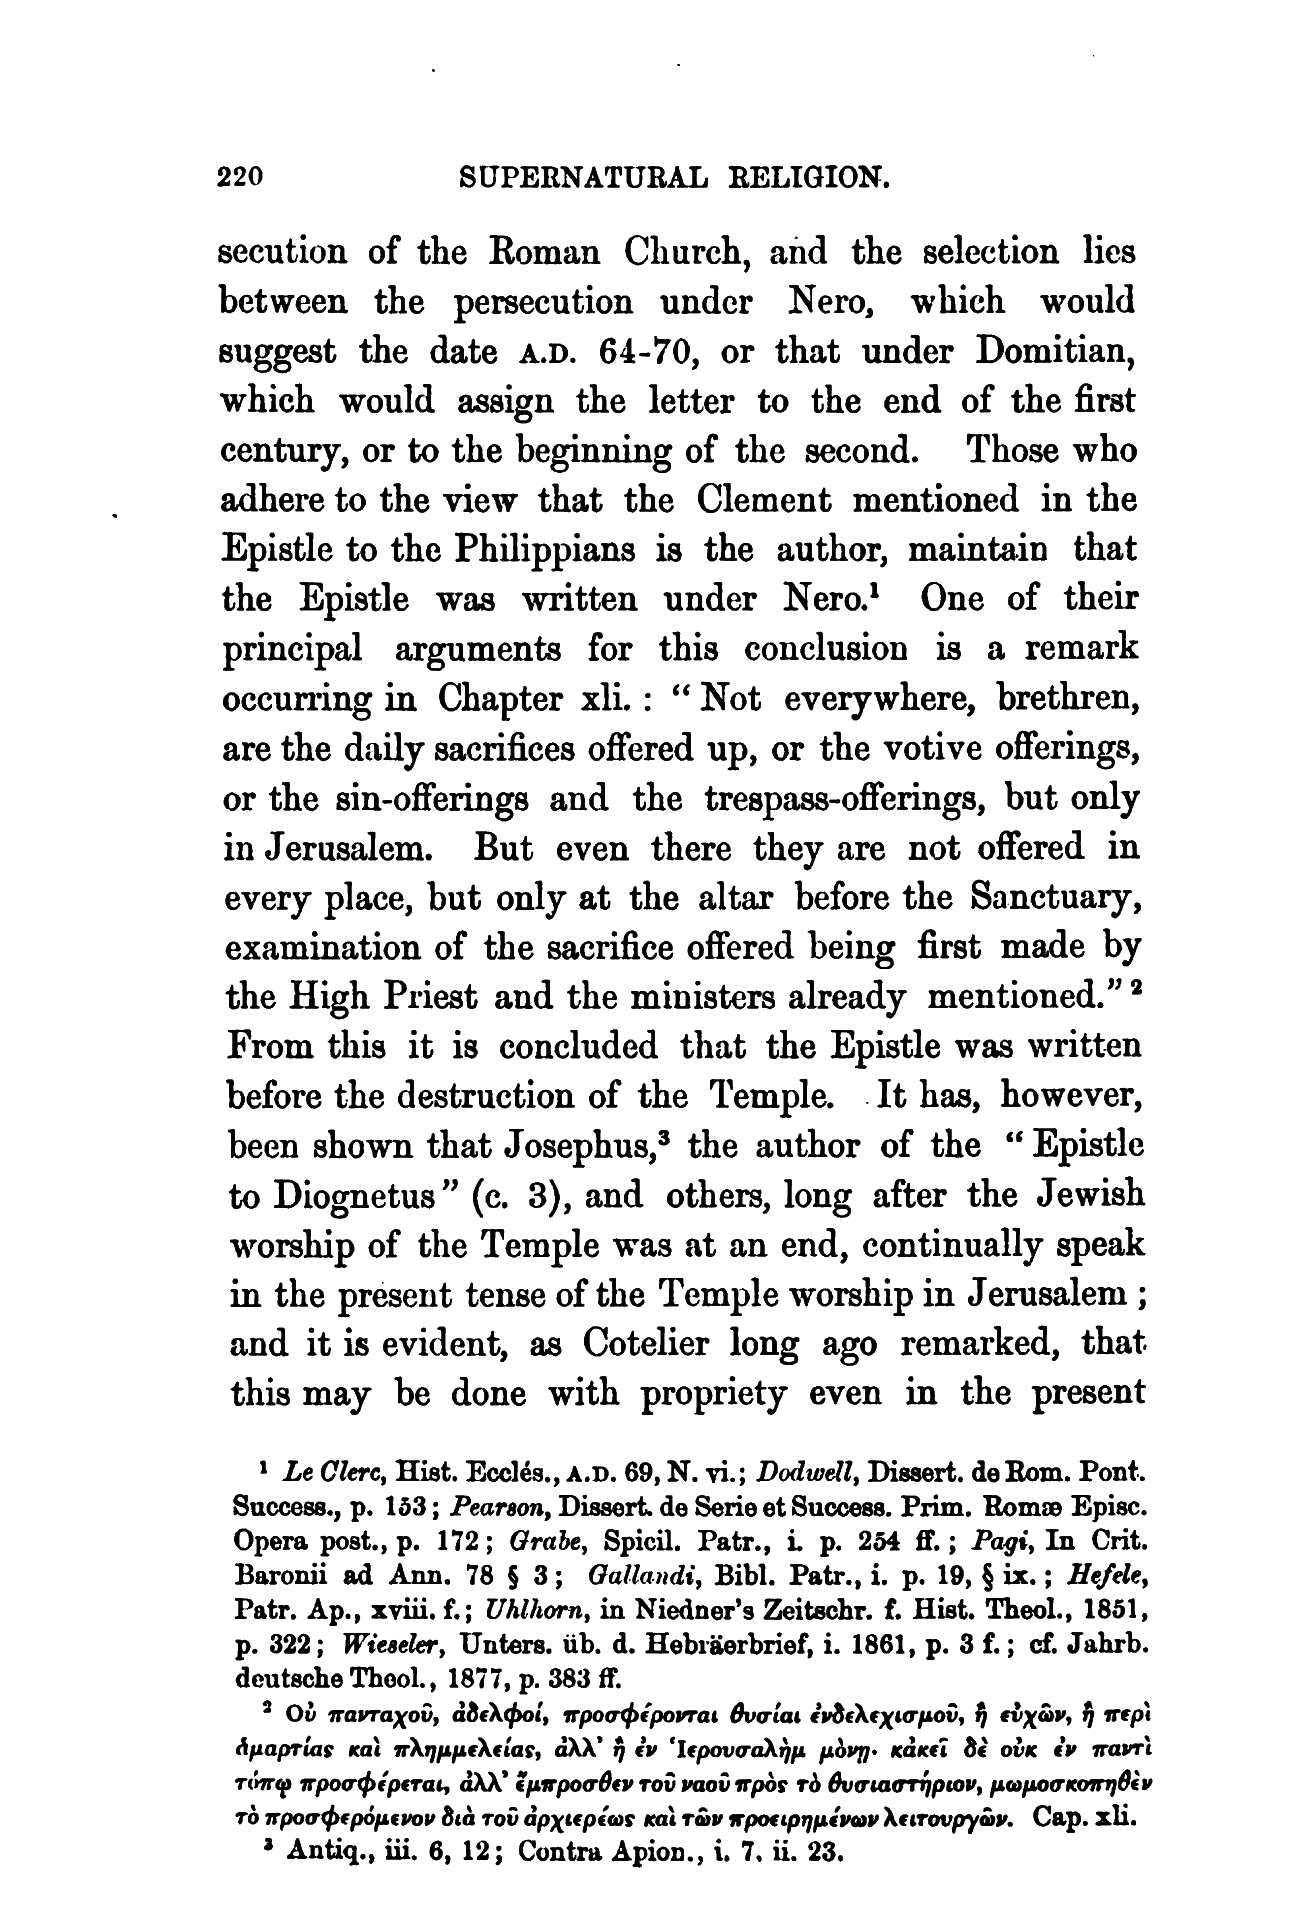 220 SUPERNATURAL RELIGION.
secution of the Roman Church, and the selection lies
between the persecution under Nero, which would
suggest the date A.D. 64-70, or that under Domitian,
which would assign the letter to the end of the first
century, or to the beginning of the second. Those who
adhere to the view that the Clement mentioned in the
Epistle to the Philippians is the author, maintain that
the Epistle was written under Nero.¹ One of their
principal arguments for this conclusion is a remark
occurring in Chapter xli. : “ Not everywhere, brethren,
are the daily sacrifices offered up, or the votive offerings,
or the sin-offerings and the trespass-offerings, but only
in Jerusalem. But even there they are not offered in
every place, but only at the altar before the Sanctuary,
examination of the sacrifice offered being first made by
the High Priest and the ministers already mentioned.” ²
From this it is concluded that the Epistle was written
before the destruction of the Temple. It has, however,
been shown that Josephus,³ the author of the “ Epistle
to Diognetus ” (c. 3), and others, long after the Jewish
worship of the Temple was at an end, continually speak
in the present tense of the Temple worship in Jerusalem ;
and it is evident, as Cotelier long ago remarked, that
this may be done with propriety even in the present
¹ Le Clerc, Hist. Ecclés., A.D. 69, N. vi.; Dodwell, Dissert. de Rom. Pont.
Success., p. 153 ; Pearson, Dissert. de Serie et Success. Prim. Romæ Episc.
Opera post., p. 172 ; Grabe, Spicil. Patr., i. p. 254 ff. ; Pagi, In Crit.
Baronii ad Ann. 78 § 3 ; Gallandi, Bibl. Patr., i. p. 19, § ix. ; Hefele,
Patr. Ap., xviii. f. ; Uhlhorn, in Niedner’s Zeitschr. f. Hist. Theol., 1851,
p. 322 ; Wieseler, Unters. üb. d. Hebräerbrief, i. 1861, p. 3 f. ; cf. Jahrb.
deutsche Theol., 1877, p. 383 ff.
² Οὐ πανταχοῦ, ἀδελφοί, προσφέρονται θυσίαι ἐνδελεχισμοῦ, ἢ εὐχῶν, ἢ περὶ
ἁμαρτίας καὶ πλημμελείας, ἀλλ’ ἢ ἐν Ἱερουσαλὴμ μὸνῃ· κἀκεῖ δὲ οὐκ ἐν παντὶ
τόπῳ προσφέρεται, ἀλλ’ ἔμπροσθεν τοῦ ναοῦ πρὸς τὸ θυσιαστήριον, μωμοσκοπηθὲν
τὸ προσφερόμενον διὰ τοῦ ἀρχιερέως καὶ τῶν προειρημένων λειτουργῶν. Cap. xli.
³ Antiq., iii. 6, 12 ; Contra Apion., i. 7. ii. 23.